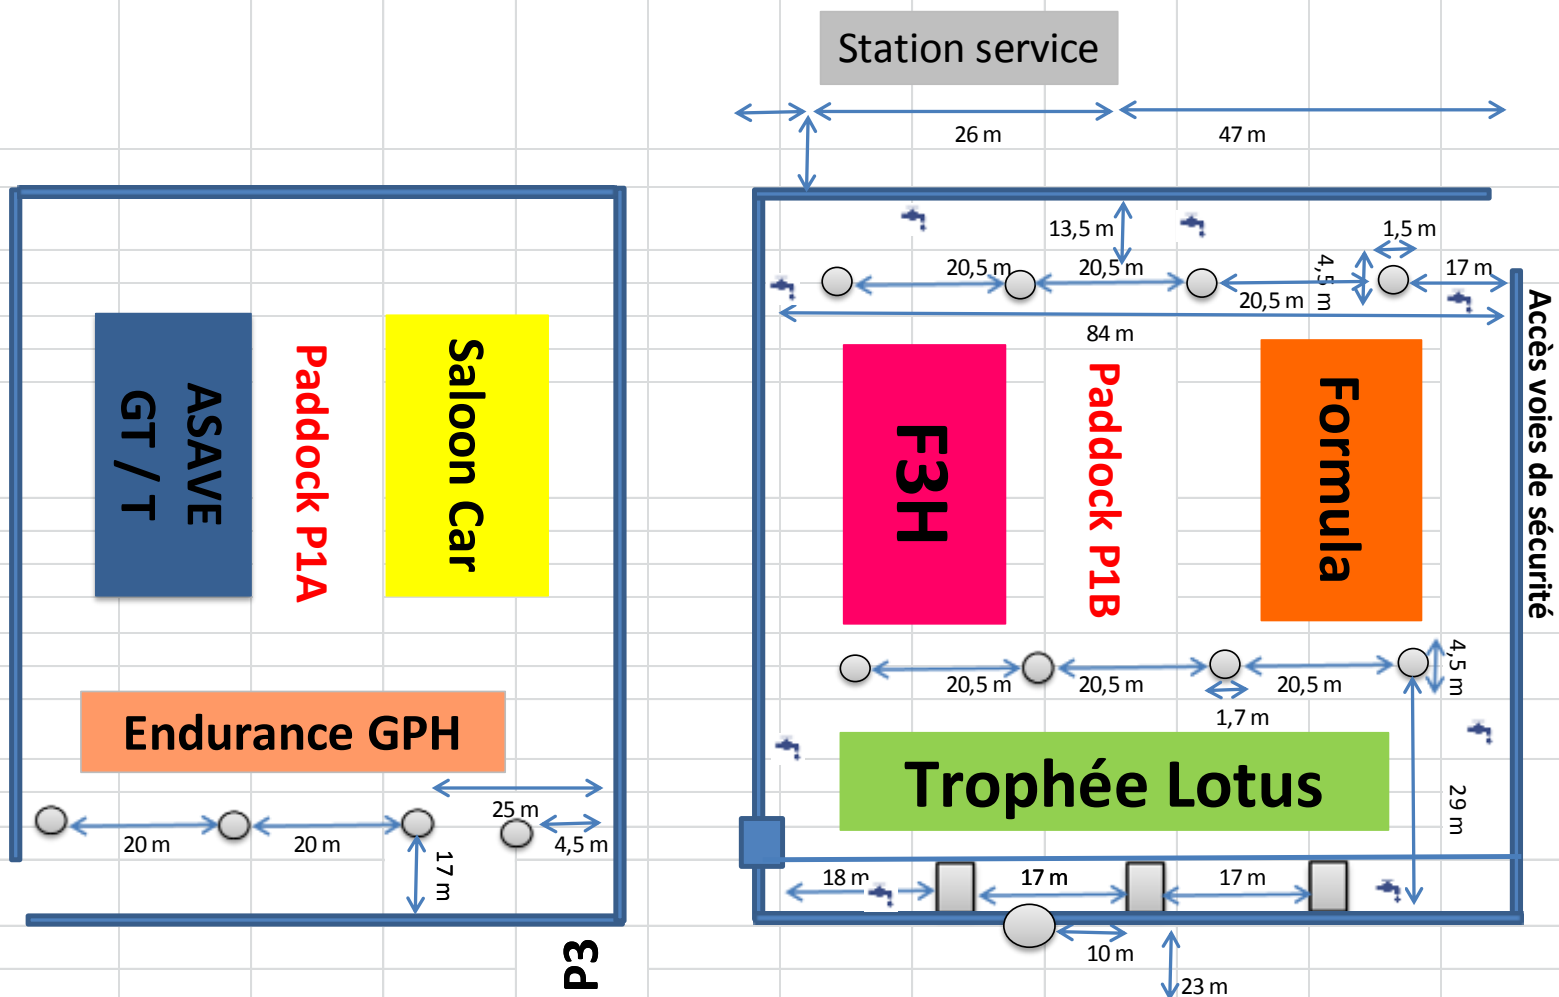 Station service
26 m
47 m
13,5 m
1,5 m
20,5 m
20,5 m
4,5 m
17 m
20,5 m
84 m
Accès voies de sécurité
ASAVE
GT / T
Paddock P1A
Saloon Car
F3H
Paddock P1B
Formula
20,5 m
20,5 m
20,5 m
4,5 m
1,7 m
Endurance GPH
Trophée Lotus
25 m
29 m
20 m
20 m
4,5 m
17 m
18 m
17 m
17 m
P3
10 m
23 m